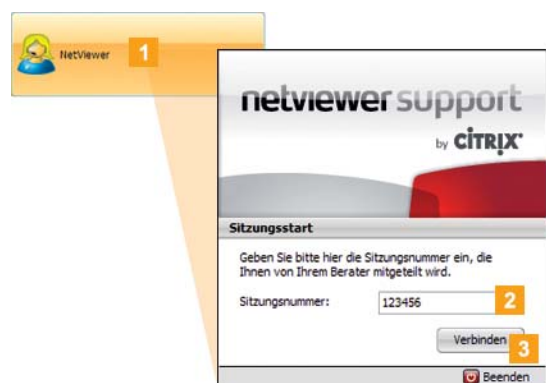 NetViewer 1
netviewer support
by CITRIX®
Sitzungsstart
Geben Sie bitte hier die Sitzungsnummer ein, die
Ihnen von Ihrem Berater mitgeteilt wird.
Sitzungsnummer: 123456 2
Verbinden 3
Beenden